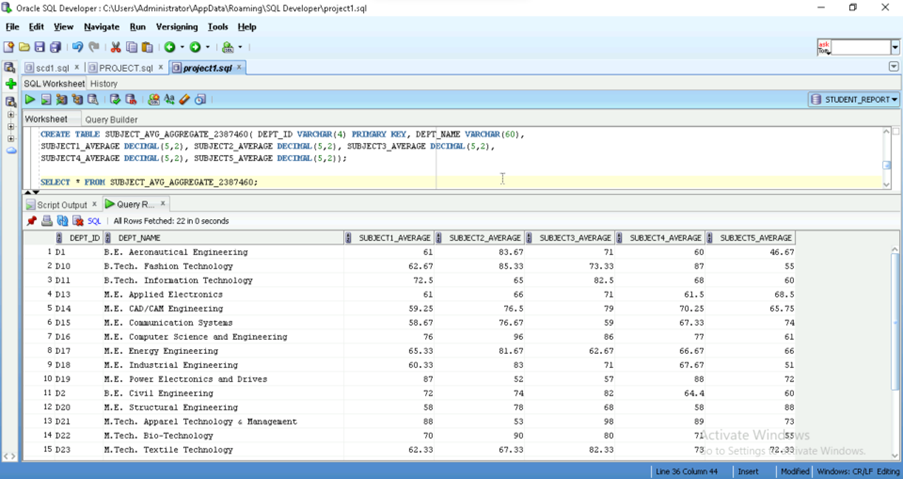 Oracle SQL Developer : C:\Users\Administrator\AppData\Roaming\SQL Developer\project1.sql
File Edit View Navigate Run Versioning Tools Help
ask
Tom
scd1.sql × PROJECT.sql × project1.sql ×
SQL Worksheet History
STUDENT_REPORT
Worksheet Query Builder
CREATE TABLE SUBJECT_AVG_AGGREGATE_2387460( DEPT_ID VARCHAR(4) PRIMARY KEY, DEPT_NAME VARCHAR(60),
SUBJECT1_AVERAGE DECIMAL(5,2), SUBJECT2_AVERAGE DECIMAL(5,2), SUBJECT3_AVERAGE DECIMAL(5,2),
SUBJECT4_AVERAGE DECIMAL(5,2), SUBJECT5_AVERAGE DECIMAL(5,2));
SELECT * FROM SUBJECT_AVG_AGGREGATE_2387460;
Script Output × Query R... ×
SQL All Rows Fetched: 22 in 0 seconds
DEPT_ID DEPT_NAME SUBJECT1_AVERAGE SUBJECT2_AVERAGE SUBJECT3_AVERAGE SUBJECT4_AVERAGE SUBJECT5_AVERAGE
1 D1 B.E. Aeronautical Engineering 61 83.67 71 60 46.67
2 D10 B.Tech. Fashion Technology 62.67 85.33 73.33 87 55
3 D11 B.Tech. Information Technology 72.5 65 82.5 68 60
4 D13 M.E. Applied Electronics 61 66 71 61.5 68.5
5 D14 M.E. CAD/CAM Engineering 59.25 76.5 79 70.25 65.75
6 D15 M.E. Communication Systems 58.67 76.67 59 67.33 74
7 D16 M.E. Computer Science and Engineering 76 96 86 77 61
8 D17 M.E. Energy Engineering 65.33 81.67 62.67 66.67 66
9 D18 M.E. Industrial Engineering 60.33 83 71 67.67 51
10 D19 M.E. Power Electronics and Drives 87 52 57 88 72
11 D2 B.E. Civil Engineering 72 74 82 64.4 60
12 D20 M.E. Structural Engineering 58 78 68 58 88
13 D21 M.Tech. Apparel Technology & Management 88 53 98 89 73
14 D22 M.Tech. Bio-Technology 70 90 80 71 55
15 D23 M.Tech. Textile Technology 62.33 67.33 82.33 73 72.33
Activate Windows
Go to Settings to activate Windows.
Line 36 Column 44 Insert Modified Windows: CR/LF Editing